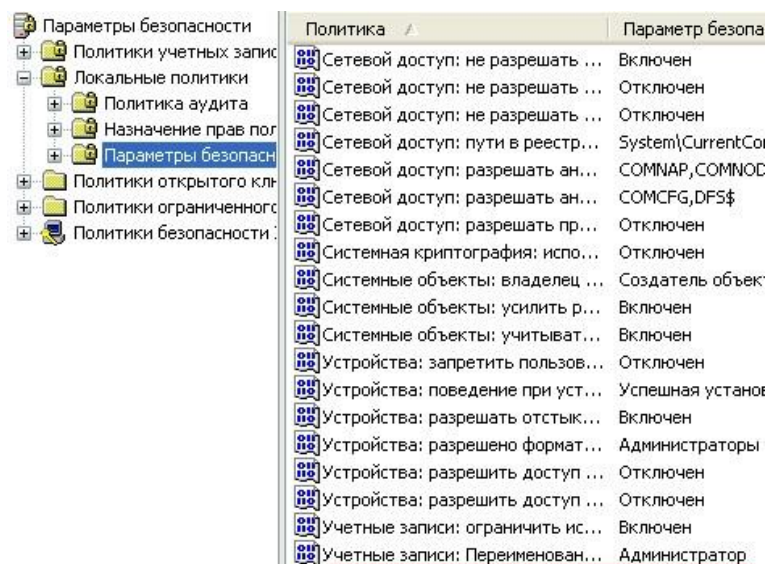 Параметры безопасности
Политики учетных запис
Локальные политики
Политика аудита
Назначение прав пол
Параметры безопасн
Политики открытого клн
Политики ограниченного
Политики безопасности
Политика Параметр безопа
Сетевой доступ: не разрешать ... Включен
Сетевой доступ: не разрешать ... Отключен
Сетевой доступ: не разрешать ... Отключен
Сетевой доступ: пути в реестр... System\CurrentCon
Сетевой доступ: разрешать ан... COMNAP,COMNOD
Сетевой доступ: разрешать ан... COMCFG,DFS$
Сетевой доступ: разрешать пр... Отключен
Системная криптография: испо... Отключен
Системные объекты: владелец ... Создатель объект
Системные объекты: усилить р... Включен
Системные объекты: учитыват... Включен
Устройства: запретить пользов... Отключен
Устройства: поведение при уст... Успешная установ
Устройства: разрешать отстык... Включен
Устройства: разрешено формат... Администраторы
Устройства: разрешить доступ ... Отключен
Устройства: разрешить доступ ... Отключен
Учетные записи: ограничить ис... Включен
Учетные записи: Переименован... Администратор